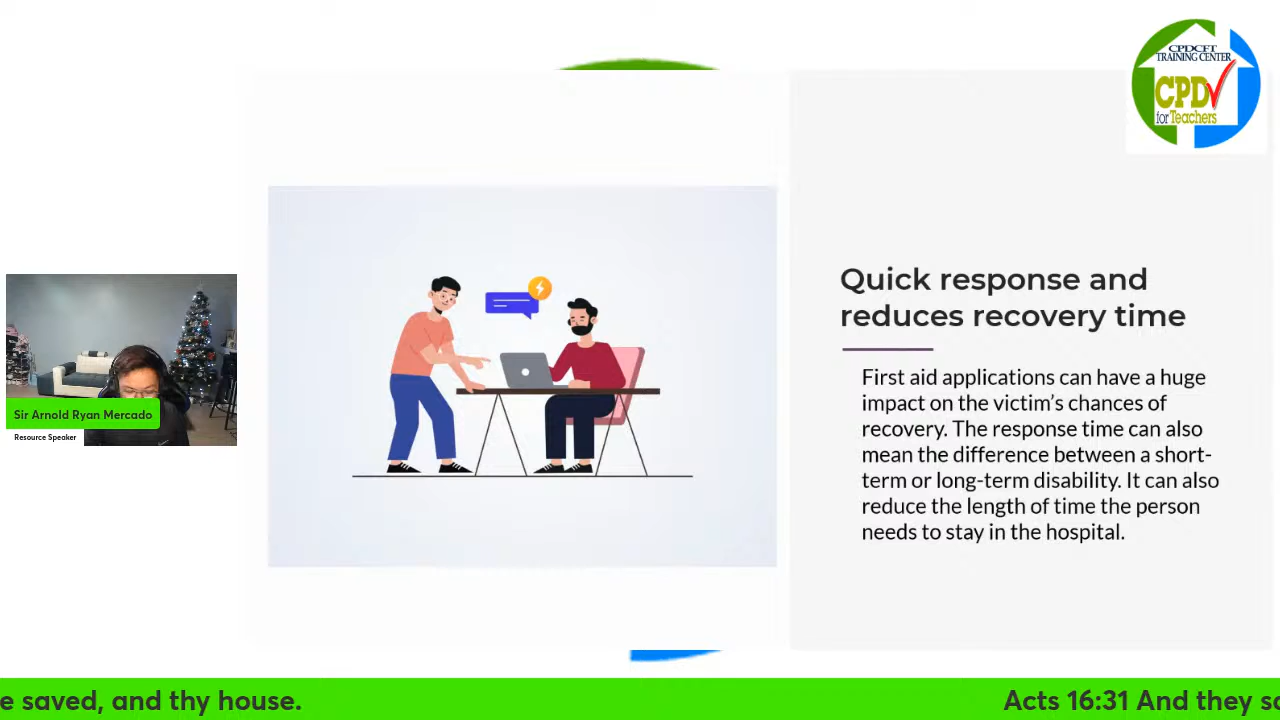 CPDCFT
TRAINING CENTER
CPD
for Teachers
Quick response and
reduces recovery time
First aid applications can have a huge
impact on the victim's chances of
recovery. The response time can also
mean the difference between a short-
term or long-term disability. It can also
reduce the length of time the person
needs to stay in the hospital.
Sir Arnold Ryan Mercado
Resource Speaker
e saved, and thy house.
Acts 16:31 And they sa